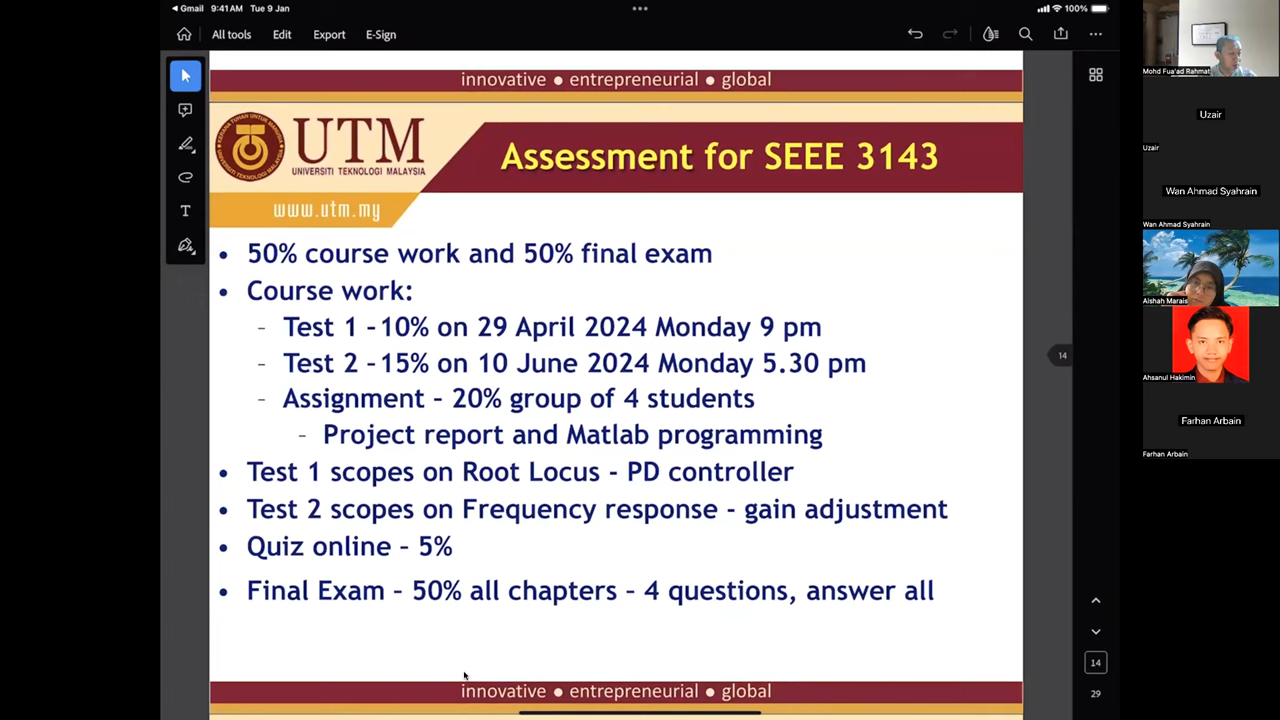 Gmail 9:41 AM Tue 9 Jan
100%
All tools Edit Export E-Sign
innovative ● entrepreneurial ● global
UTM
UNIVERSITI TEKNOLOGI MALAYSIA
www.utm.my
Assessment for SEEE 3143
• 50% course work and 50% final exam
• Course work:
- Test 1 –10% on 29 April 2024 Monday 9 pm
- Test 2 –15% on 10 June 2024 Monday 5.30 pm
- Assignment – 20% group of 4 students
- Project report and Matlab programming
• Test 1 scopes on Root Locus - PD controller
• Test 2 scopes on Frequency response - gain adjustment
• Quiz online – 5%
• Final Exam – 50% all chapters – 4 questions, answer all
innovative ● entrepreneurial ● global
14
14
29
Mohd Fua'ad Rahmat
Uzair
Uzair
Wan Ahmad Syahrain
Wan Ahmad Syahrain
Alshah Marais
Ahsanul Hakimin
Farhan Arbain
Farhan Arbain